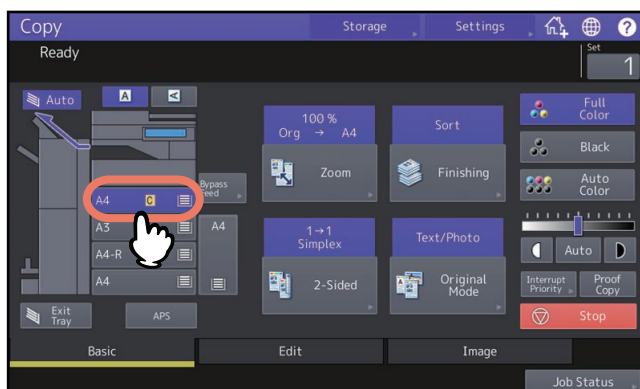 Copy
Storage
Settings
?
Ready
Set
1
Auto
A
A
100 %
Org → A4
Zoom
Sort
Finishing
Full
Color
Black
Auto
Color
A4
C
Bypass
Feed
A3
A4
A4-R
A4
1→1
Simplex
2-Sided
Text/Photo
Original
Mode
Auto
Interrupt
Priority
Proof
Copy
Exit
Tray
APS
Stop
Basic
Edit
Image
Job Status